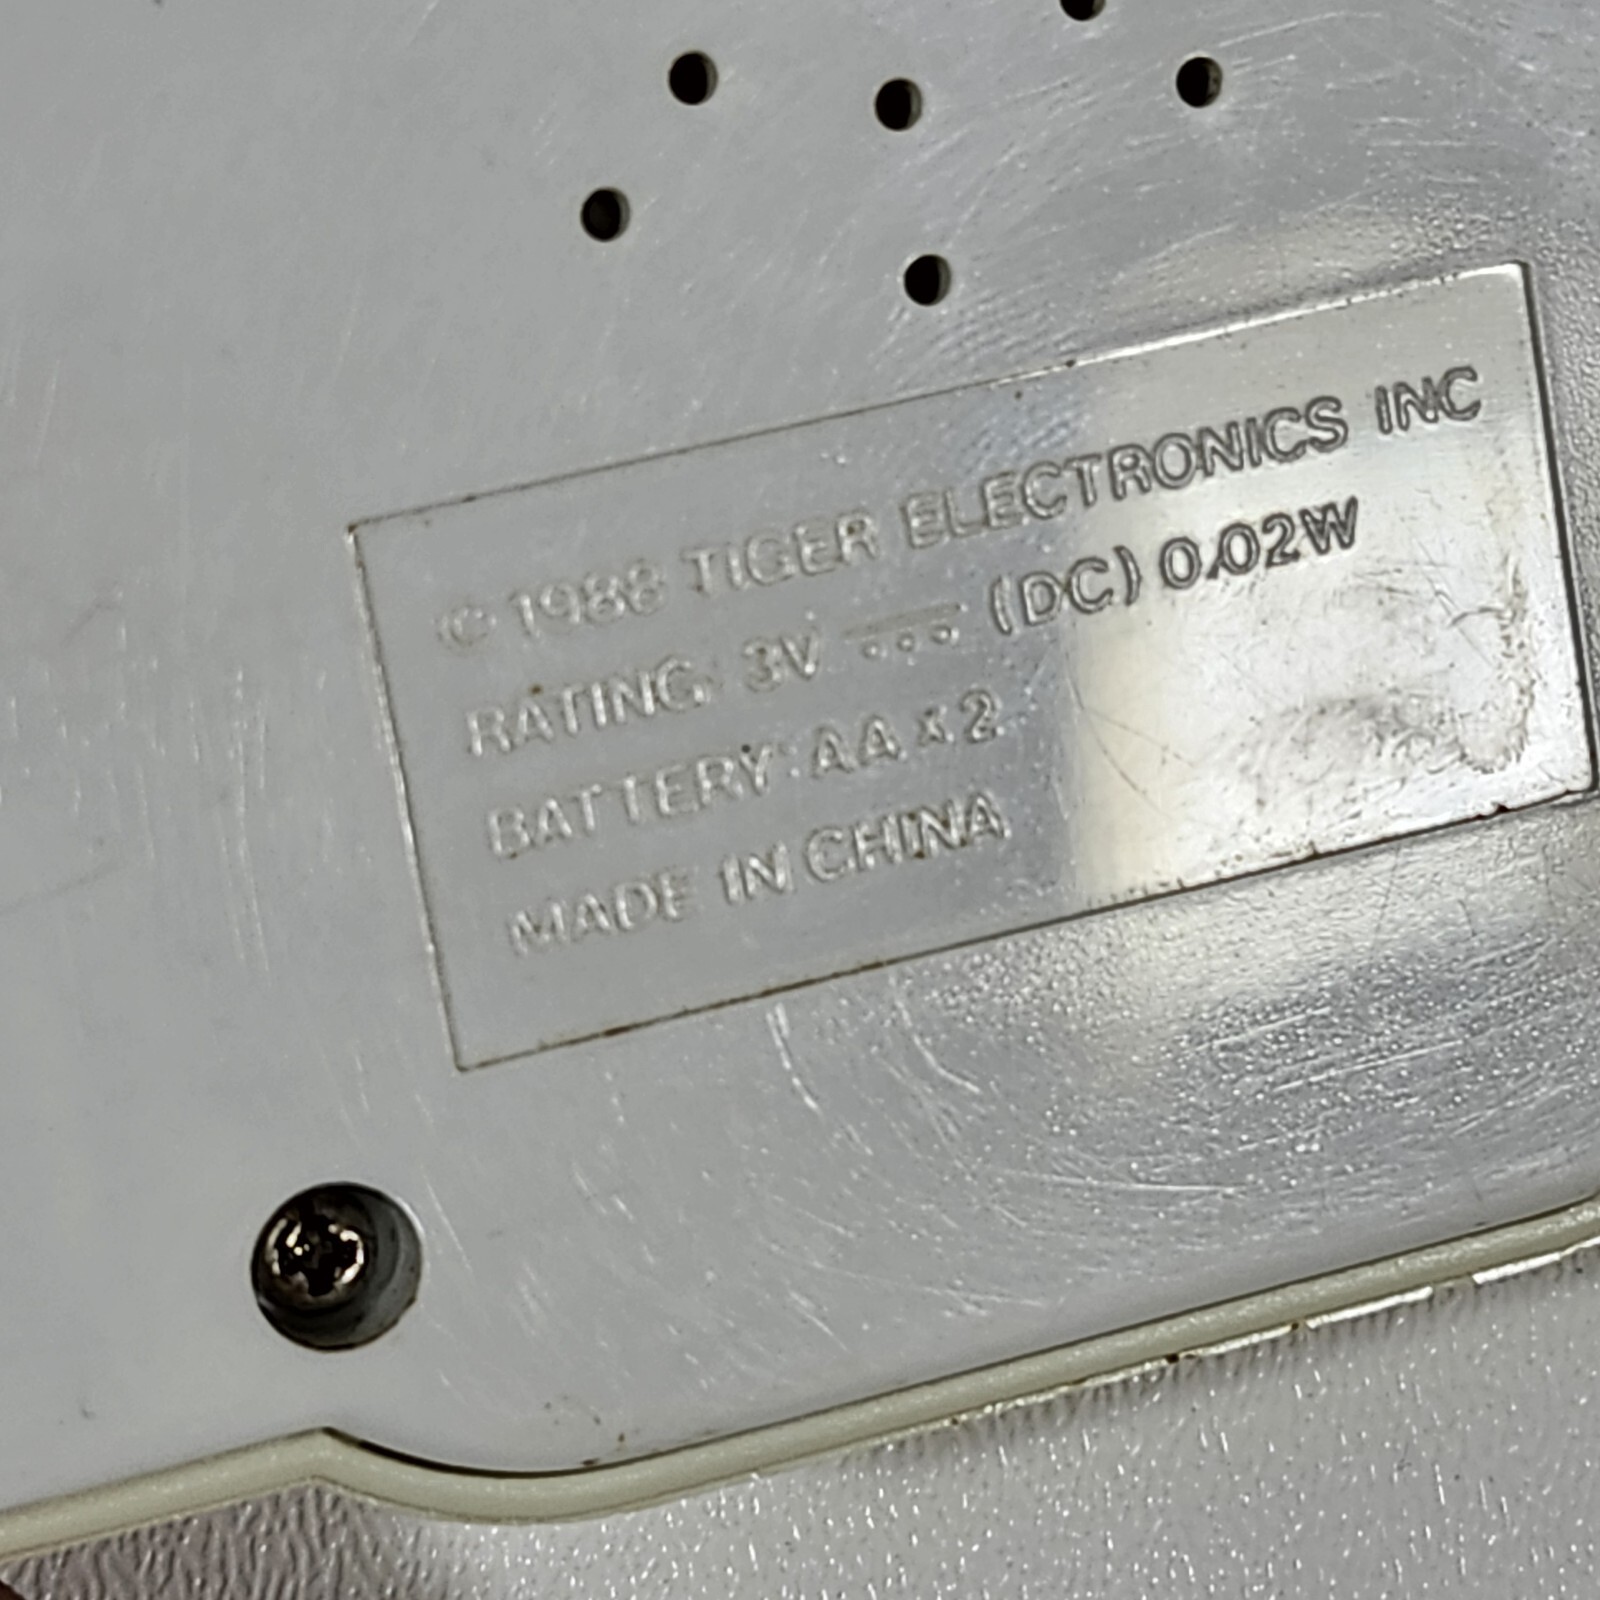 © 1988 TIGER ELECTRONICS INC
RATING: 3V ⎓ (DC) 0.02W
BATTERY: AA x 2
MADE IN CHINA